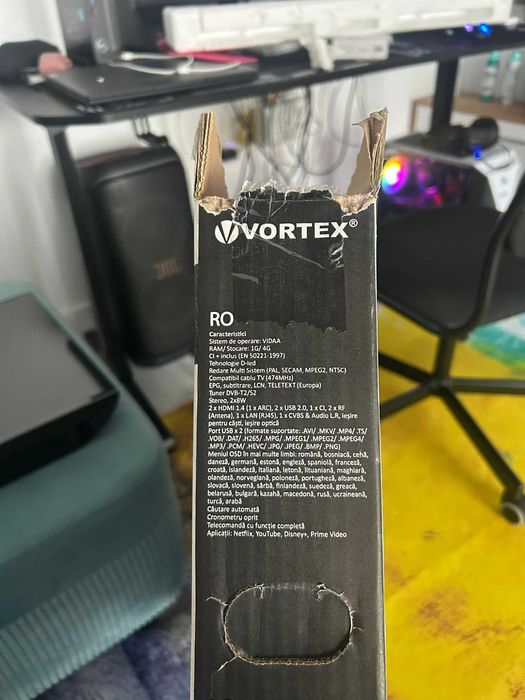 VORTEX®
RO
Caracteristici
Sistem de operare: VIDAA
RAM/ Stocare: 1G/ 4G
CI + inclus (EN 50221-1997)
Tehnologie D-led
Redare Multi Sistem (PAL, SECAM, MPEG2, NTSC)
Compatibil cablu TV (474MHz)
EPG, subtitrare, LCN, TELETEXT (Europa)
Tuner DVB-T2/S2
Stereo, 2x8W
2 x HDMI 1.4 (1 x ARC), 2 x USB 2.0, 1 x CI, 2 x RF
(Antena), 1 x LAN (RJ45), 1 x CVBS & Audio L.R, ieșire
pentru căști, ieșire optică
Port USB x 2 (formate suportate: .AVI/ .MKV/ .MP4/ .TS/
.VOB/ .DAT/ .H265/ .MPG/ .MPEG1/ .MPEG2/ .MPEG4/
.MP3/ .PCM/ .HEVC/ .JPG/ .JPEG/ .BMP/ .PNG)
Meniul OSD în mai multe limbi: română, bosniacă, cehă,
daneză, germană, estonă, engleză, spaniolă, franceză,
croată, islandeză, italiană, letonă, lituaniană, maghiară,
olandeză, norvegiană, poloneză, portugheză, albaneză,
slovacă, slovenă, sârbă, finlandeză, suedeză, greacă,
belarusă, bulgară, kazahă, macedonă, rusă, ucraineană,
turcă, arabă
Căutare automată
Cronometru oprit
Telecomandă cu funcție completă
Aplicații: Netflix, YouTube, Disney+, Prime Video
JBL